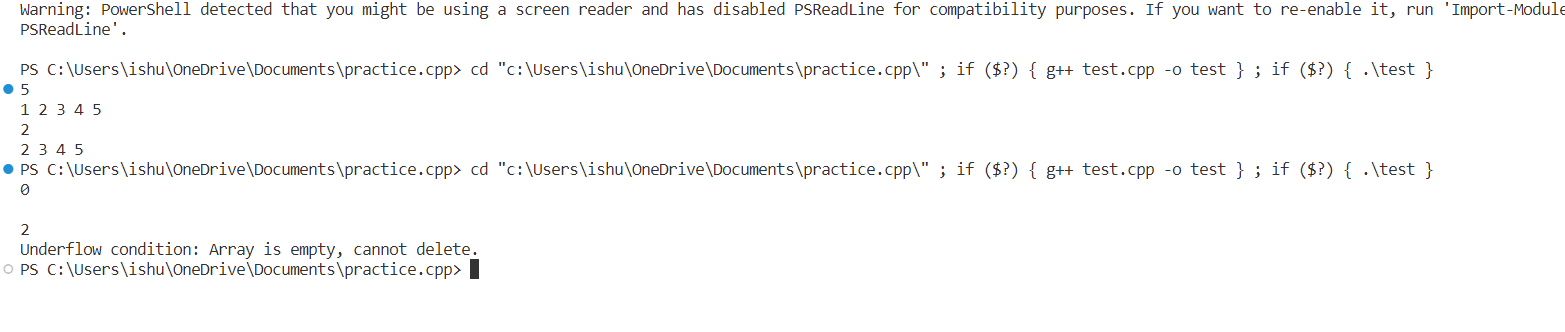 Warning: PowerShell detected that you might be using a screen reader and has disabled PSReadLine for compatibility purposes. If you want to re-enable it, run 'Import-Module
PSReadLine'.
PS C:\Users\ishu\OneDrive\Documents\practice.cpp> cd "c:\Users\ishu\OneDrive\Documents\practice.cpp\" ; if ($?) { g++ test.cpp -o test } ; if ($?) { .\test }
5
1 2 3 4 5
2
2 3 4 5
PS C:\Users\ishu\OneDrive\Documents\practice.cpp> cd "c:\Users\ishu\OneDrive\Documents\practice.cpp\" ; if ($?) { g++ test.cpp -o test } ; if ($?) { .\test }
0
2
Underflow condition: Array is empty, cannot delete.
PS C:\Users\ishu\OneDrive\Documents\practice.cpp>